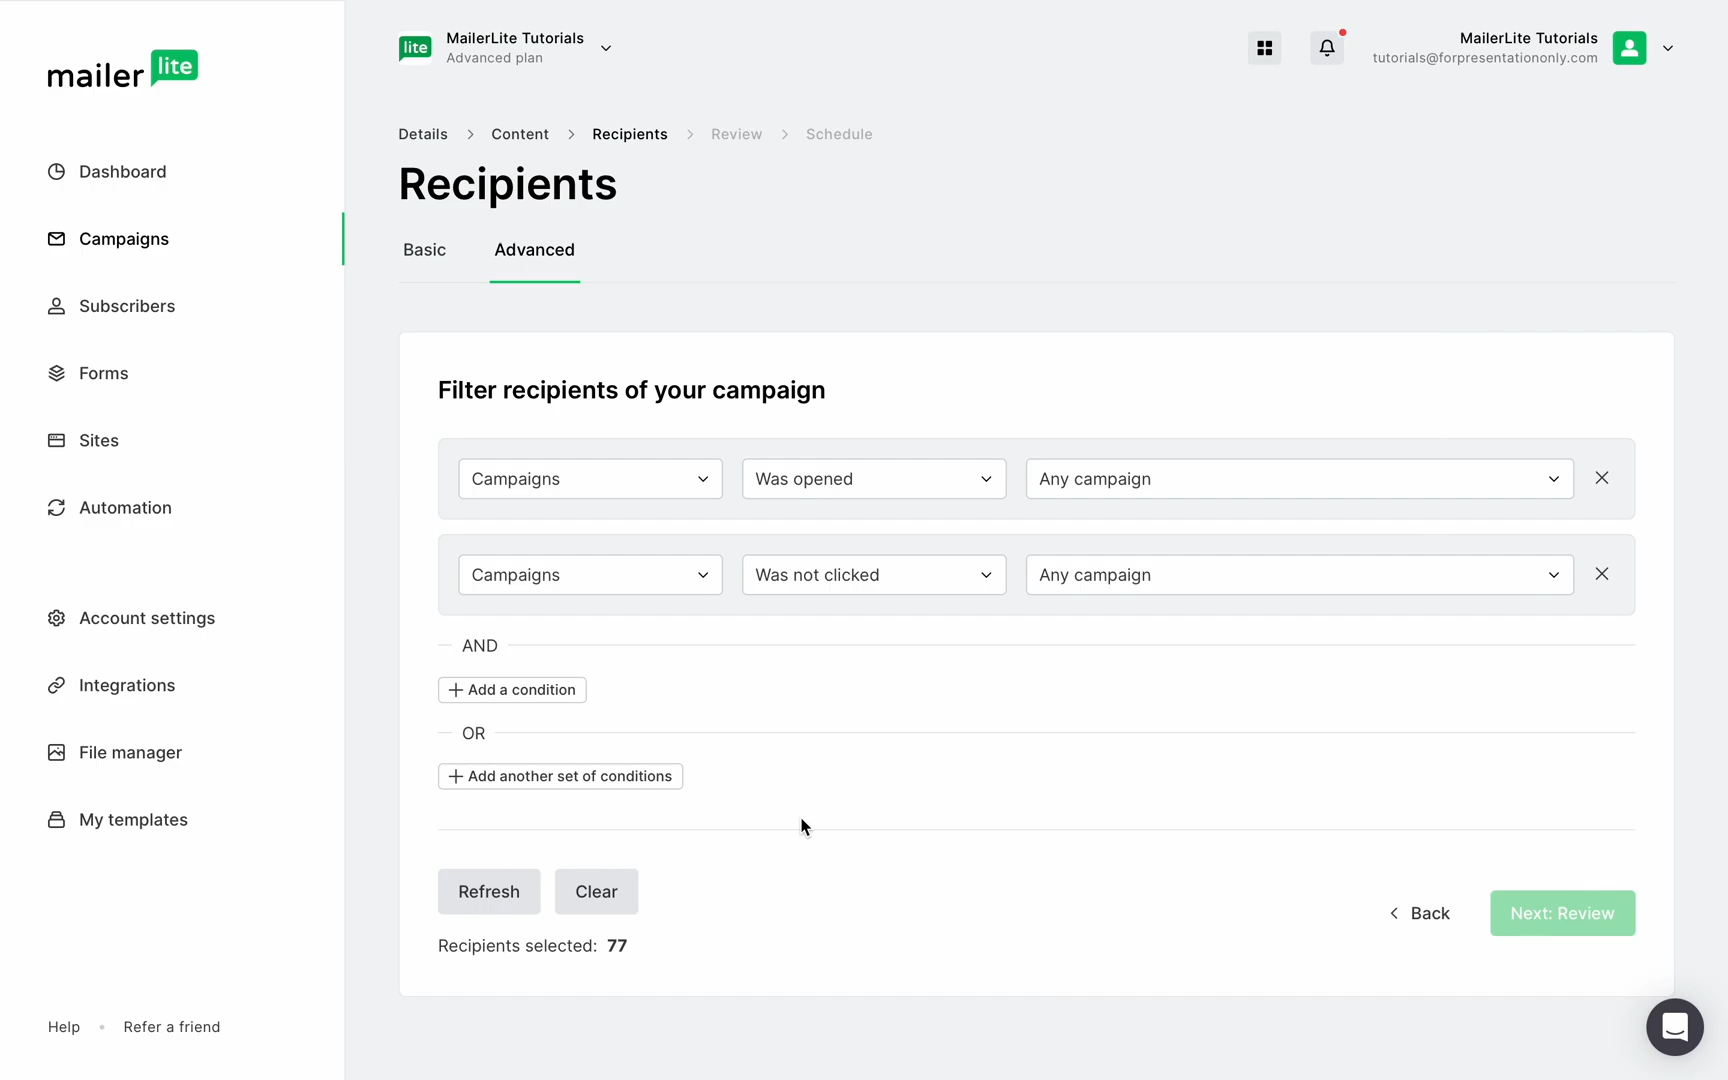 mailer lite
Dashboard
Campaigns
Subscribers
Forms
Sites
Automation
Account settings
Integrations
File manager
My templates
Help • Refer a friend
lite
MailerLite Tutorials
Advanced plan
MailerLite Tutorials
tutorials@forpresentationonly.com
Details > Content > Recipients > Review > Schedule
Recipients
Basic Advanced
Filter recipients of your campaign
Campaigns Was opened Any campaign
Campaigns Was not clicked Any campaign
AND
+ Add a condition
OR
+ Add another set of conditions
Refresh Clear
Recipients selected: 77
< Back Next: Review